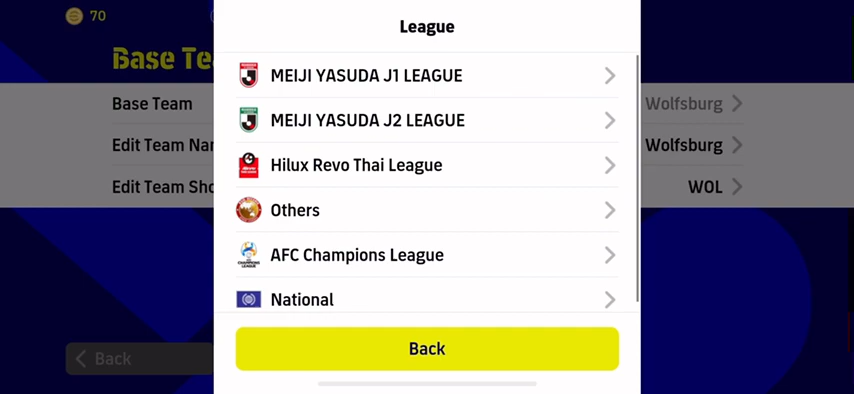 70
League
Base Te
MEIJI YASUDA J1 LEAGUE
Base Team
Wolfsburg
MEIJI YASUDA J2 LEAGUE
Edit Team Nar
Wolfsburg
Hilux Revo Thai League
Edit Team Sho
WOL
Others
AFC Champions League
National
Back
Back